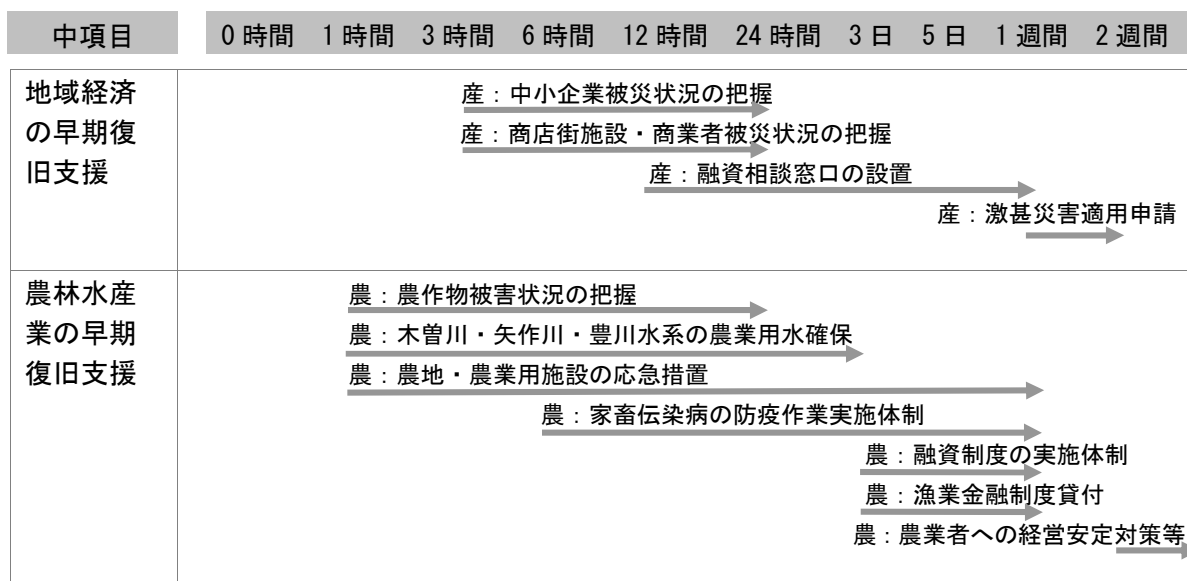 中項目 0時間 1時間 3時間 6時間 12時間 24時間 3日 5日 1週間 2週間
地域経済
の早期復
旧支援
産：中小企業被災状況の把握
産：商店街施設・商業者被災状況の把握
産：融資相談窓口の設置
産：激甚災害適用申請
農林水産
業の早期
復旧支援
農：農作物被害状況の把握
農：木曽川・矢作川・豊川水系の農業用水確保
農：農地・農業用施設の応急措置
農：家畜伝染病の防疫作業実施体制
農：融資制度の実施体制
農：漁業金融制度貸付
農：農業者への経営安定対策等